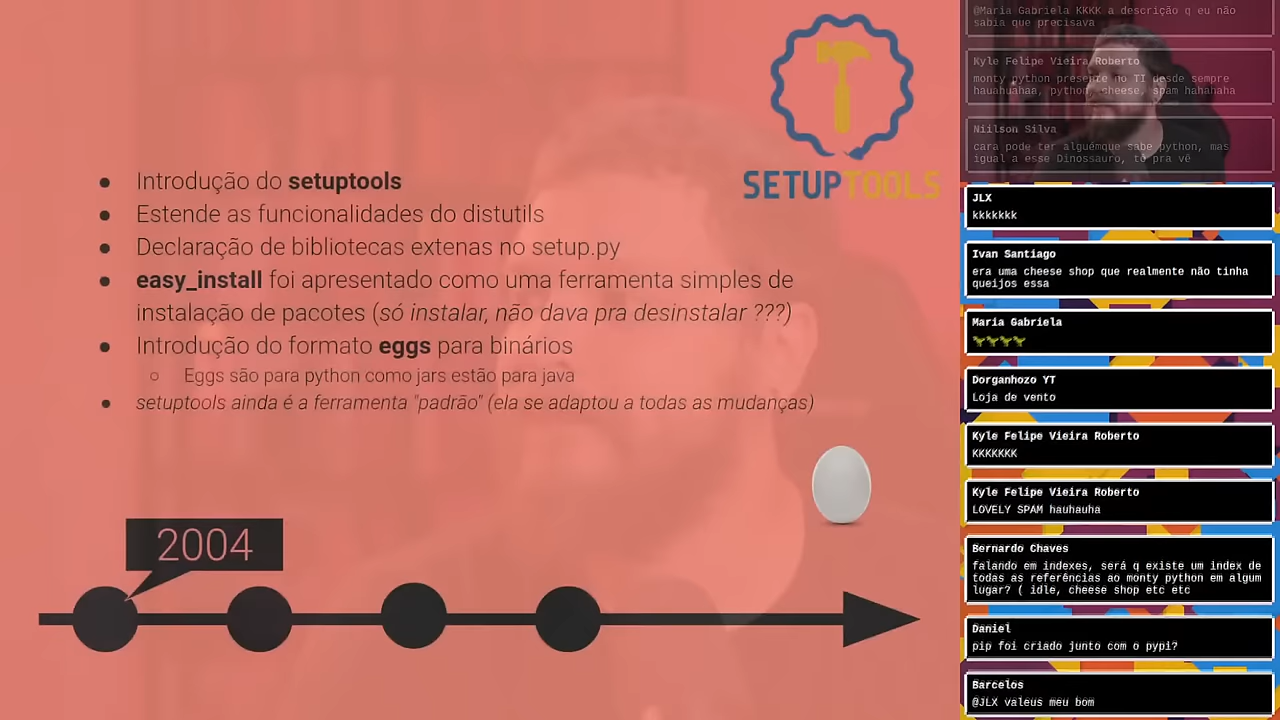 SETUPTOOLS
● Introdução do setuptools
● Estende as funcionalidades do distutils
● Declaração de bibliotecas extenas no setup.py
● easy_install foi apresentado como uma ferramenta simples de
instalação de pacotes (só instalar, não dava pra desinstalar ???)
● Introdução do formato eggs para binários
○ Eggs são para python como jars estão para java
● setuptools ainda é a ferramenta "padrão" (ela se adaptou a todas as mudanças)
2004
@Maria Gabriela KKKK a descrição q eu não
sabia que precisava
Kyle Felipe Vieira Roberto
monty python presente no TI desde sempre
hauahuahaa, python, cheese, spam hahahaha
Niilson Silva
cara pode ter alguémque sabe python, mas
igual a esse Dinossauro, tô pra vê
JLX
kkkkkkk
Ivan Santiago
era uma cheese shop que realmente não tinha
queijos essa
Maria Gabriela
Dorganhozo YT
Loja de vento
Kyle Felipe Vieira Roberto
KKKKKKK
Kyle Felipe Vieira Roberto
LOVELY SPAM hauhauha
Bernardo Chaves
falando em indexes, será q existe um index de
todas as referências ao monty python em algum
lugar? ( idle, cheese shop etc etc
Daniel
pip foi criado junto com o pypi?
Barcelos
@JLX valeus meu bom